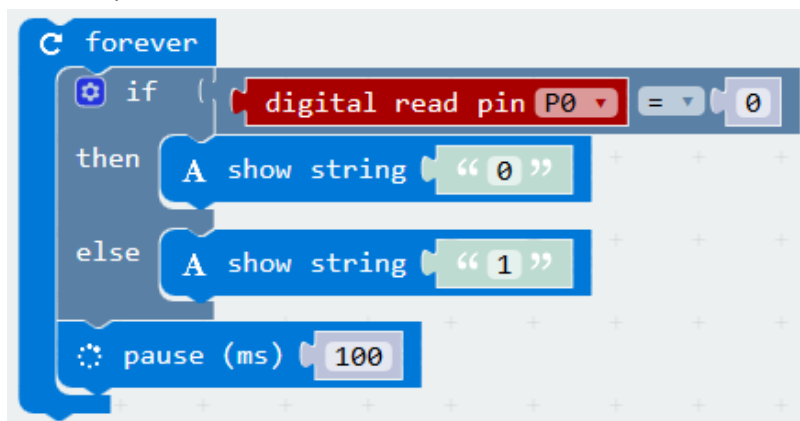 forever
if digital read pin P0 = 0
then A show string “ 0 ”
else A show string “ 1 ”
pause (ms) 100